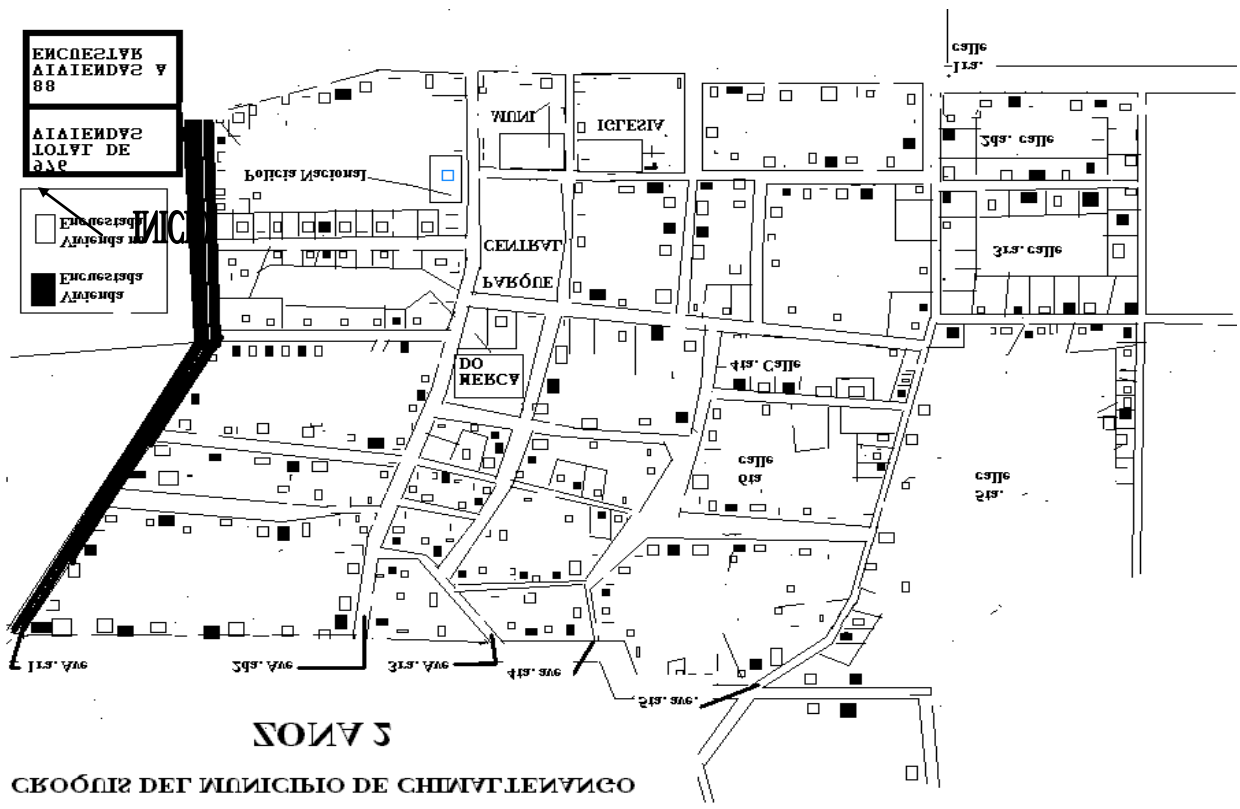 CROQUIS DEL MUNICIPIO DE CHIMALTENANGO
ZONA 2
5ta. ave.
1ra. Ave
2da. Ave
3ra. Ave
4ta. ave
5ta.
calle
6ta
calle
MERCA
DO
4ta. Calle
Vivienda
Encuestada
PARQUE
CENTRAL
3ra. calle
Vivienda n
Encuestada
INICI
Policia Nacional
976
TOTAL DE
VIVIENDAS
2da. calle
IGLESIA
MUNI
88
VIVIENDAS A
ENCUESTAR
1ra.
calle